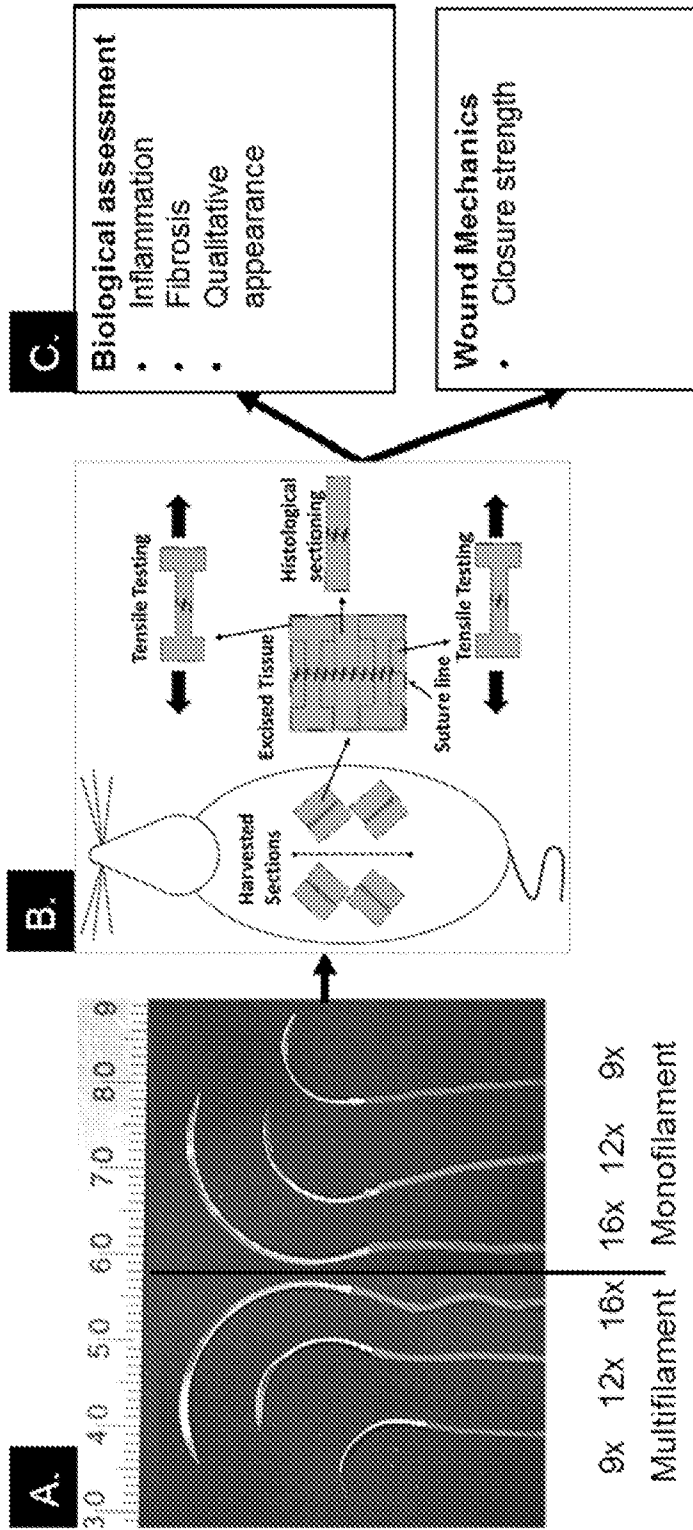 A.
30 40 50 60 70 80 9
9x 12x 16x 16x 12x 9x
Multifilament Monofilament
B.
Harvested
Sections
Excised Tissue
Suture line
Tensile Testing
Histological
sectioning
Tensile Testing
C.
Biological assessment
• Inflammation
• Fibrosis
• Qualitative
appearance
Wound Mechanics
• Closure strength